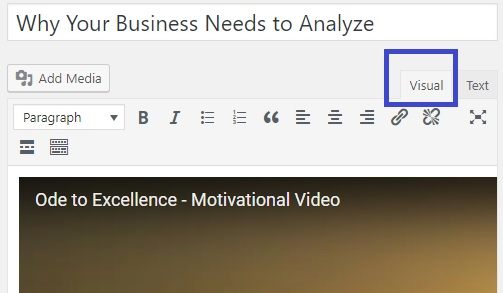 Why Your Business Needs to Analyze
Add Media
Visual Text
Paragraph B I
Ode to Excellence - Motivational Video